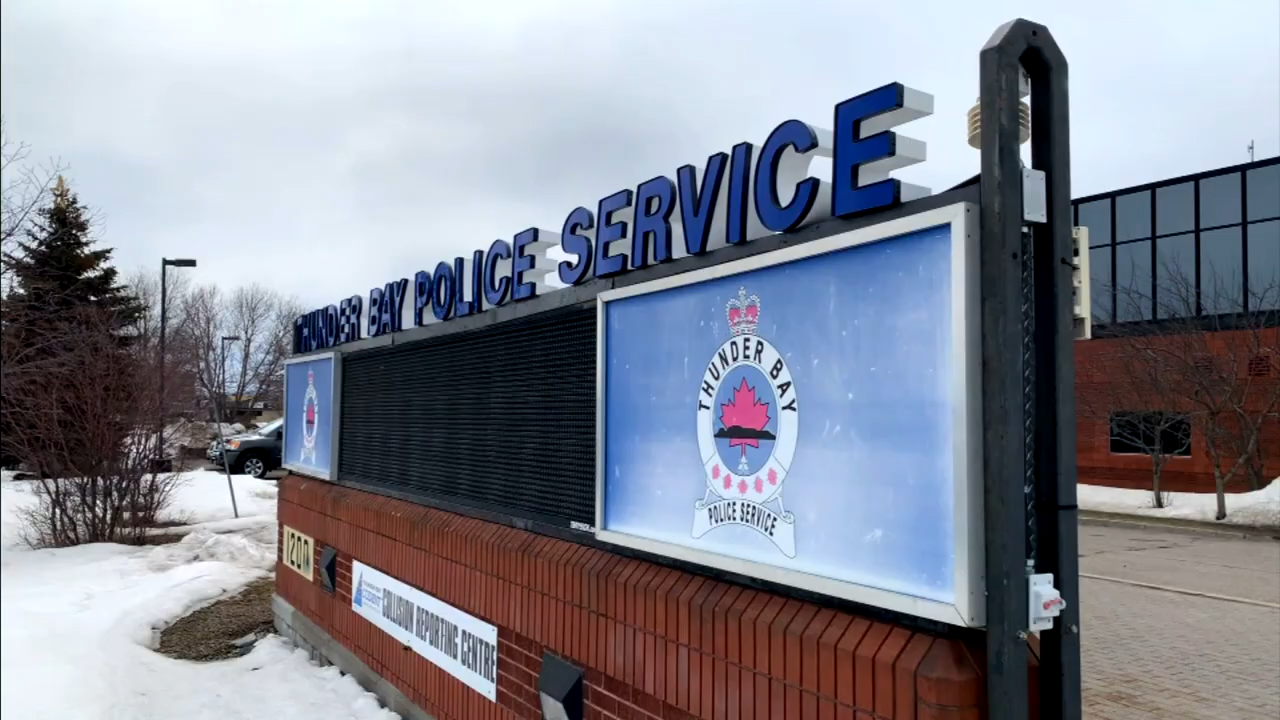 THUNDER BAY POLICE SERVICE
THUNDER BAY
POLICE SERVICE
1200
COLLISION REPORTING CENTRE